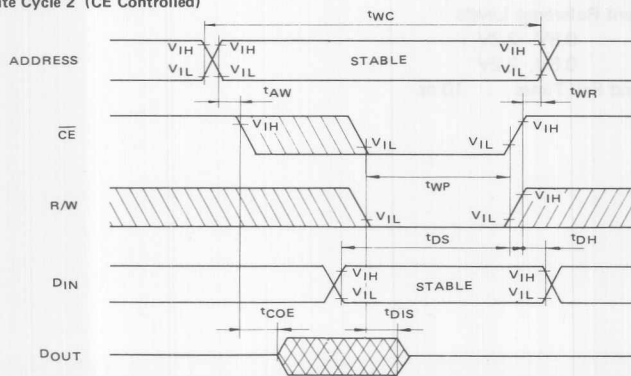 ite Cycle 2 (CE Controlled)
tWC
ADDRESS
VIH VIH STABLE VIH
VIL VIL VIL
tAW tWR
CE VIH VIH
VIL VIL
tWP
R/W VIH
VIL VIL
tDS tDH
DIN VIH STABLE VIH
VIL VIL
tCOE tDIS
DOUT